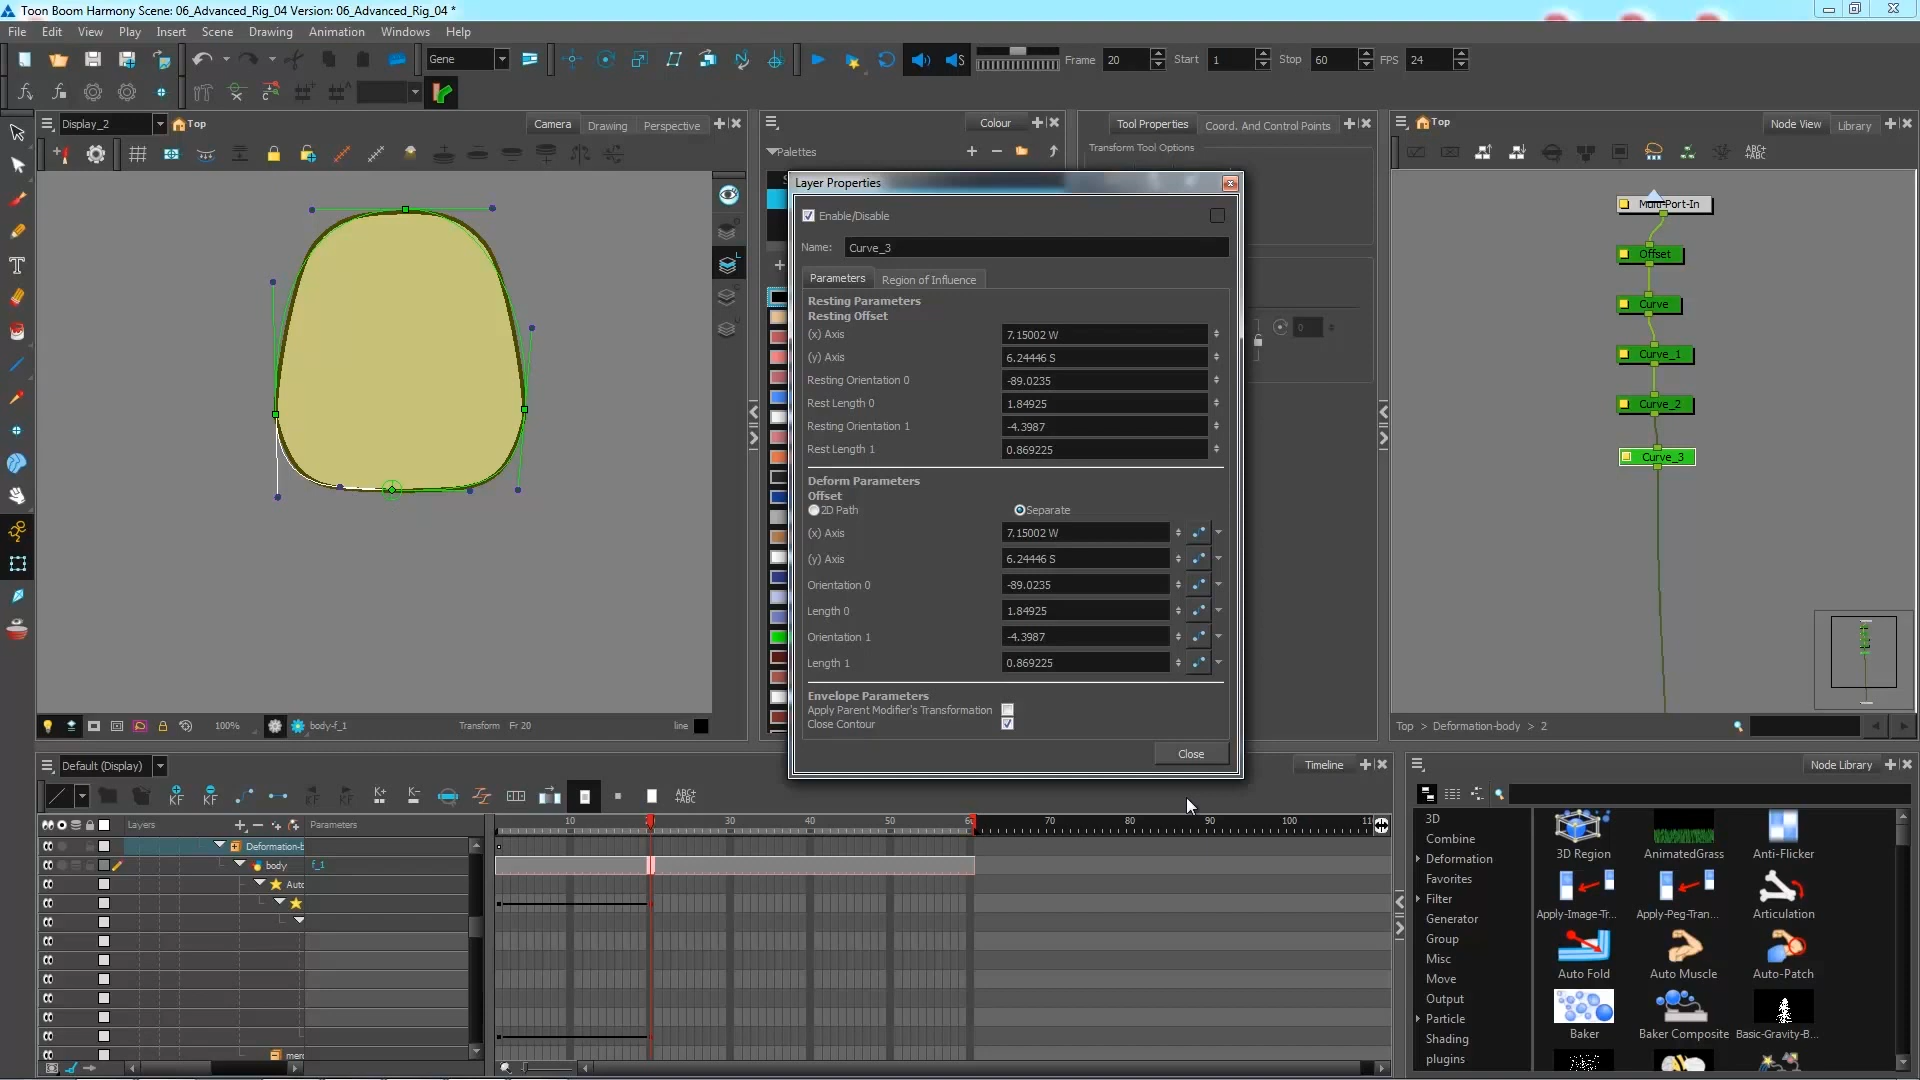 Toon Boom Harmony Scene: 06_Advanced_Rig_04 Version: 06_Advanced_Rig_04 *
File Edit View Play Insert Scene Drawing Animation Windows Help
Gene
Frame 20 Start 1 Stop 60 FPS 24
Display_2 Top Camera Drawing Perspective
Colour
Palettes
Tool Properties Coord. And Control Points
Transform Tool Options
Top Node View Library
Layer Properties
Enable/Disable
Name: Curve_3
Parameters Region of Influence
Resting Parameters
Resting Offset
(x) Axis 7.15002 W
(y) Axis 6.24446 S
Resting Orientation 0 -89.0235
Rest Length 0 1.84925
Resting Orientation 1 -4.3987
Rest Length 1 0.869225
Deform Parameters
Offset
2D Path Separate
(x) Axis 7.15002 W
(y) Axis 6.24446 S
Orientation 0 -89.0235
Length 0 1.84925
Orientation 1 -4.3987
Length 1 0.869225
Envelope Parameters
Apply Parent Modifier's Transformation
Close Contour
Close
0
Multi-Port-In
Offset
Curve
Curve_1
Curve_2
Curve_3
100% body-f_1 Transform Fr 20 line
Top > Deformation-body > 2
Default (Display) Timeline
KF KF KF KF K+ K- ABC+ ABC
Layers Parameters
10 30 40 50 60 70 80 90 100
Deformation-b
body f_1
Auto
Node Library
3D
Combine
Deformation
Favorites
Filter
Generator
Group
Misc
Move
Output
Particle
Shading
plugins
3D Region AnimatedGrass Anti-Flicker
Apply-Image-Tr... Apply-Peg-Tran... Articulation
Auto Fold Auto Muscle Auto-Patch
Baker Baker Composite Basic-Gravity-B...